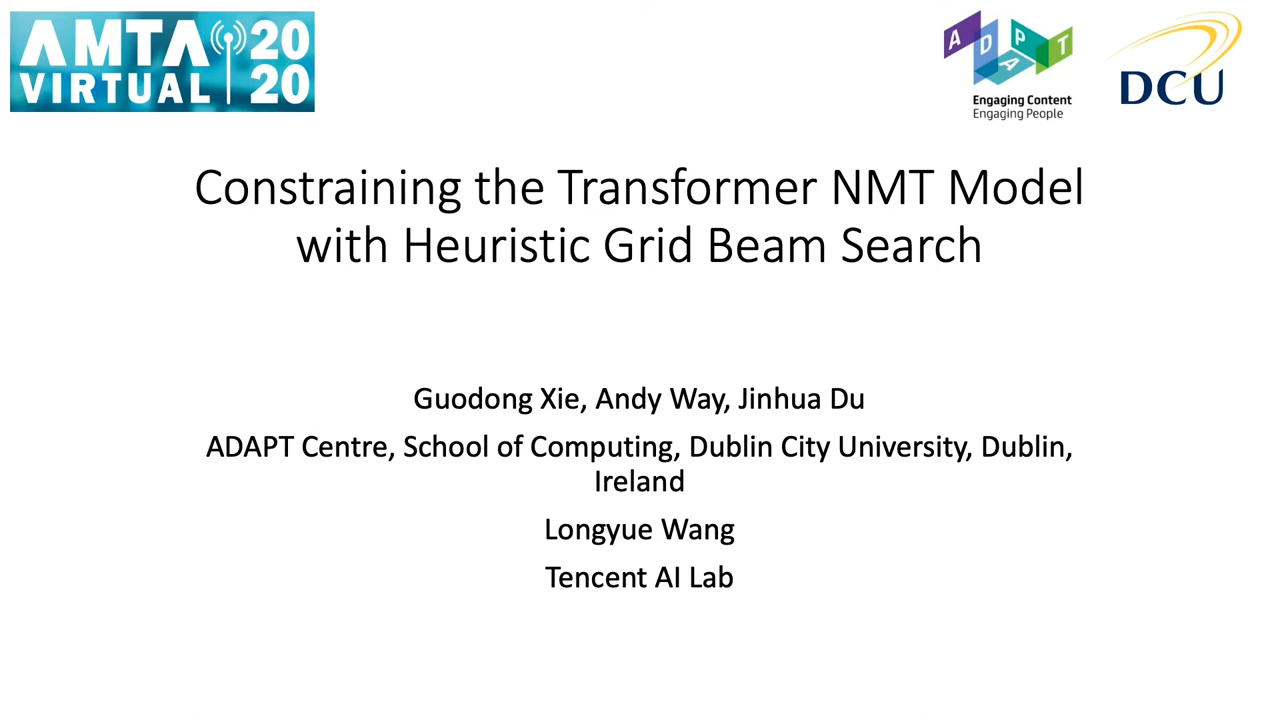 AMTA 20
VIRTUAL 20
ADAPT
Engaging Content
Engaging People
DCU
Constraining the Transformer NMT Model
with Heuristic Grid Beam Search
Guodong Xie, Andy Way, Jinhua Du
ADAPT Centre, School of Computing, Dublin City University, Dublin,
Ireland
Longyue Wang
Tencent AI Lab